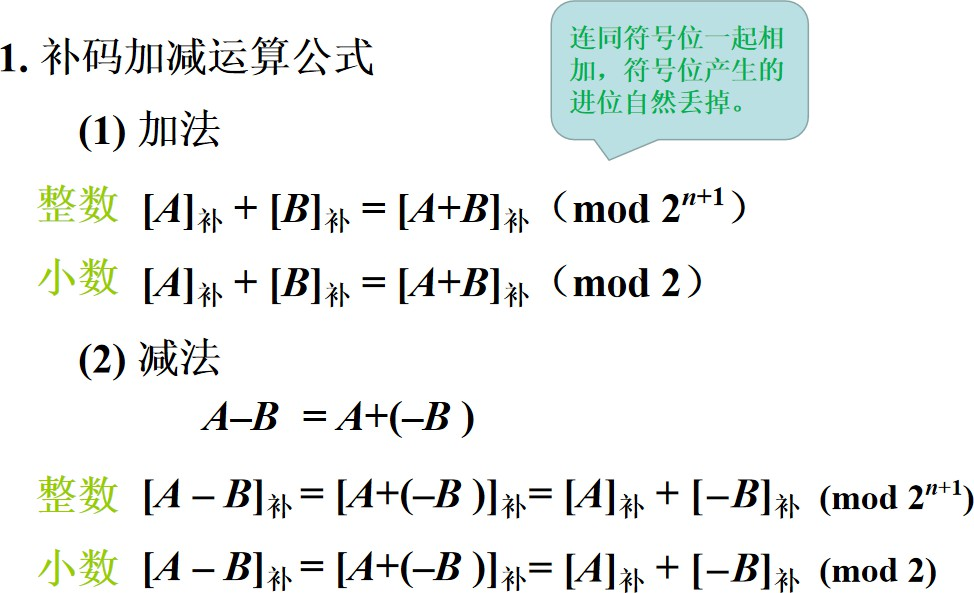 1. 补码加减运算公式
连同符号位一起相
加，符号位产生的
进位自然丢掉。
(1) 加法
整数 [A]补 + [B]补 = [A+B]补（mod 2^{n+1}）
小数 [A]补 + [B]补 = [A+B]补（mod 2）
(2) 减法
A–B = A+(–B )
整数 [A – B]补 = [A+(–B )]补= [A]补 + [–B]补 (mod 2^{n+1})
小数 [A – B]补 = [A+(–B )]补= [A]补 + [–B]补 (mod 2)